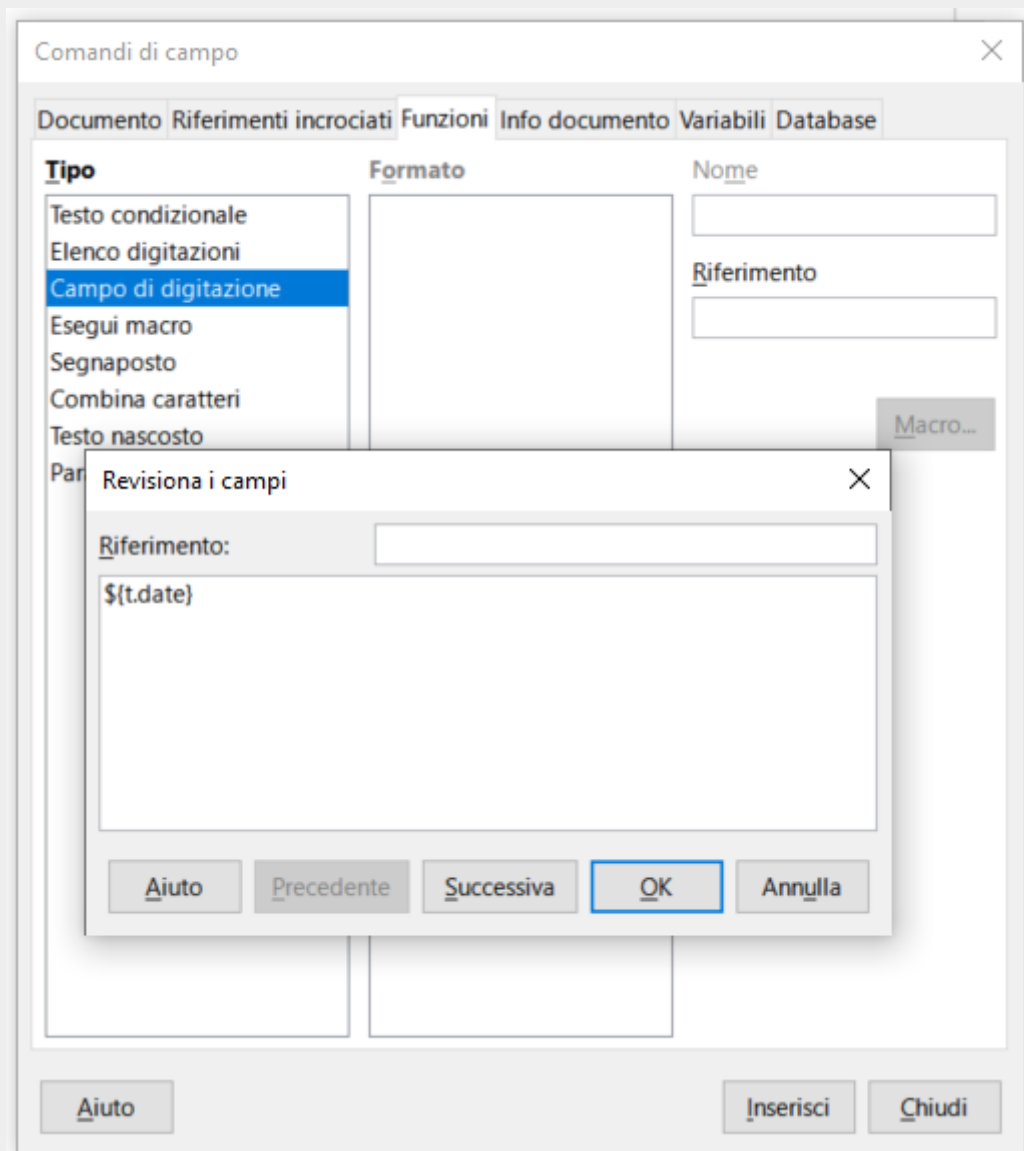 Comandi di campo
Documento Riferimenti incrociati Funzioni Info documento Variabili Database
Tipo
Formato
Nome
Testo condizionale
Elenco digitazioni
Campo di digitazione
Esegui macro
Segnaposto
Combina caratteri
Testo nascosto
Par
Riferimento
Macro...
Revisiona i campi
Riferimento:
${t.date}
Aiuto Precedente Successiva OK Annulla
Aiuto Inserisci Chiudi